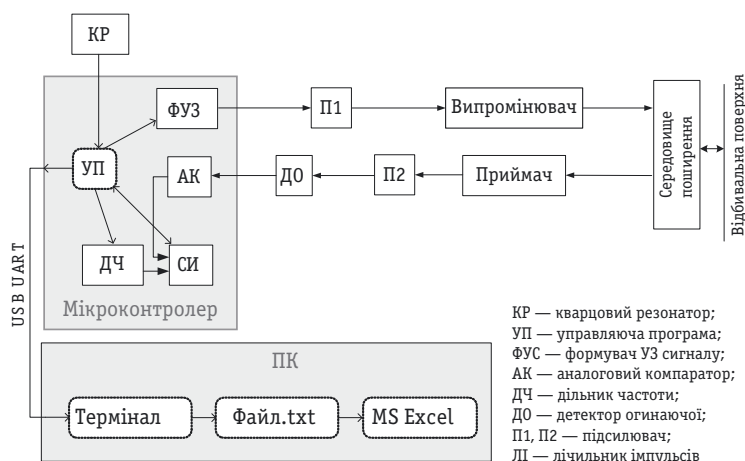 КР
ФУЗ
П1
Випромінювач
Середовище
поширення
Відбивальна поверхня
УП
АК
ДО
П2
Приймач
ДЧ
СИ
Мікроконтролер
USB UART
ПК
Термінал
Файл.txt
MS Excel
КР — кварцовий резонатор;
УП — управляюча програма;
ФУС — формувач УЗ сигналу;
АК — аналоговий компаратор;
ДЧ — дільник частоти;
ДО — детектор огинаючої;
П1, П2 — підсилювач;
ЛІ — лічильник імпульсів